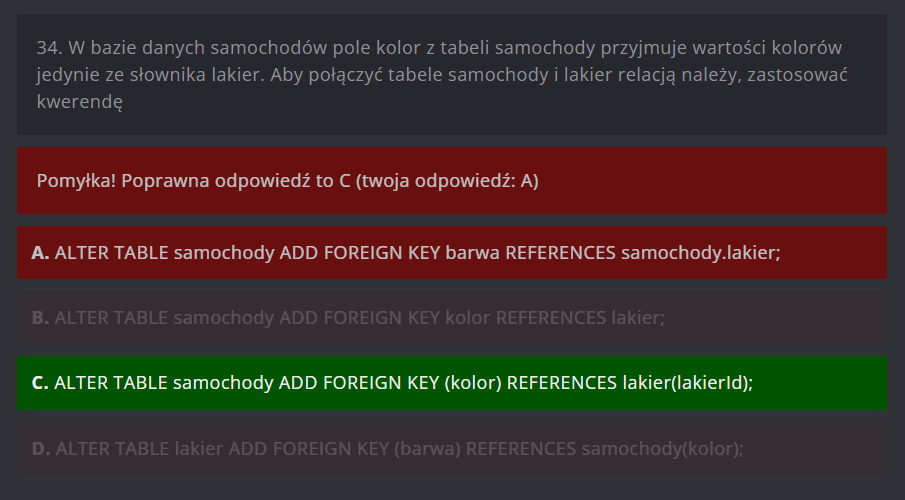 34. W bazie danych samochodów pole kolor z tabeli samochody przyjmuje wartości kolorów
jedynie ze słownika lakier. Aby połączyć tabele samochody i lakier relacją należy, zastosować
kwerendę
Pomyłka! Poprawna odpowiedź to C (twoja odpowiedź: A)
A. ALTER TABLE samochody ADD FOREIGN KEY barwa REFERENCES samochody.lakier;
B. ALTER TABLE samochody ADD FOREIGN KEY kolor REFERENCES lakier;
C. ALTER TABLE samochody ADD FOREIGN KEY (kolor) REFERENCES lakier(lakierId);
D. ALTER TABLE lakier ADD FOREIGN KEY (barwa) REFERENCES samochody(kolor);